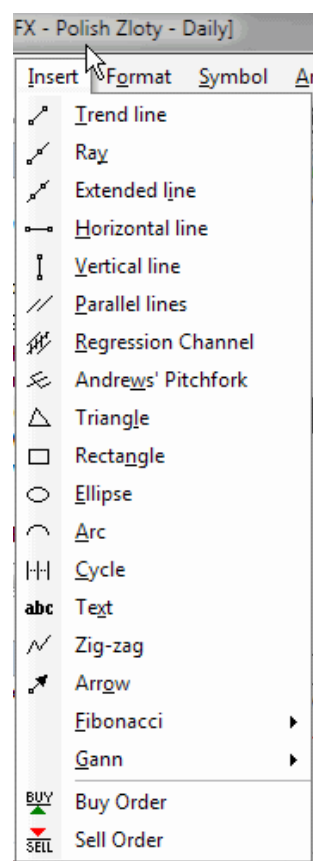 FX - Polish Zloty - Daily]
Insert Format Symbol
Trend line
Ray
Extended line
Horizontal line
Vertical line
Parallel lines
Regression Channel
Andrews' Pitchfork
Triangle
Rectangle
Ellipse
Arc
Cycle
abc Text
Zig-zag
Arrow
Fibonacci
Gann
BUY Buy Order
SELL Sell Order